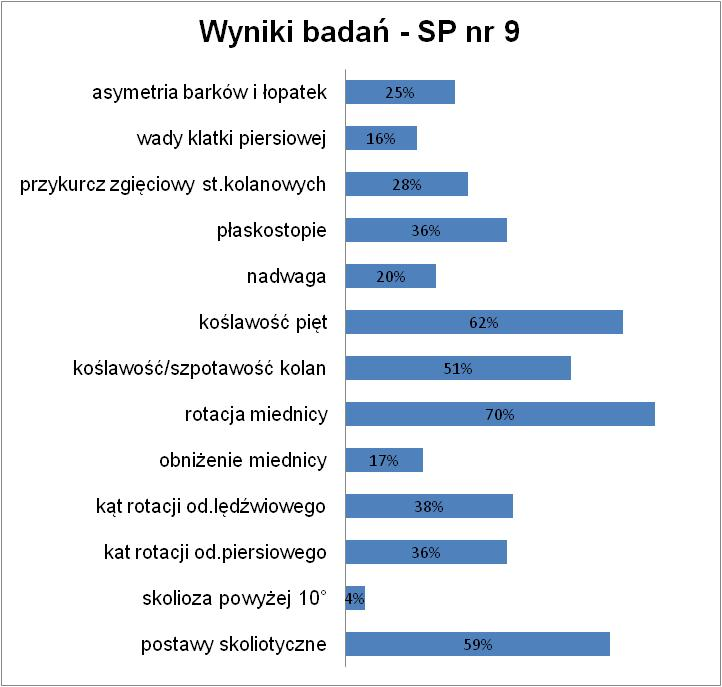 Wyniki badań - SP nr 9
asymetria barków i łopatek 25%
wady klatki piersiowej 16%
przykurcz zgięciowy st.kolanowych 28%
płaskostopie 36%
nadwaga 20%
koślawość pięt 62%
koślawość/szpotawość kolan 51%
rotacja miednicy 70%
obniżenie miednicy 17%
kąt rotacji od.lędźwiowego 38%
kat rotacji od.piersiowego 36%
skolioza powyżej 10° 4%
postawy skoliotyczne 59%